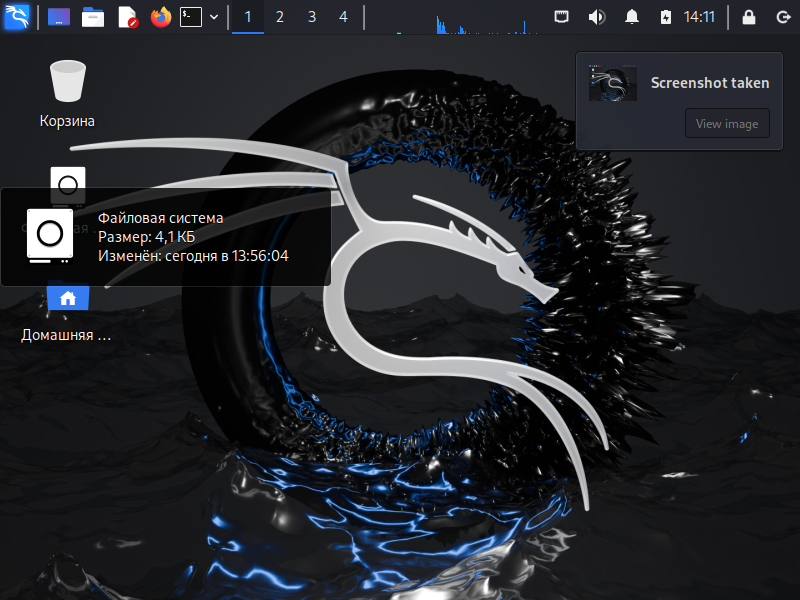 1 2 3 4
14:11
Screenshot taken
View image
Корзина
Файловая система
Размер: 4,1 КБ
Изменён: сегодня в 13:56:04
Домашняя ...